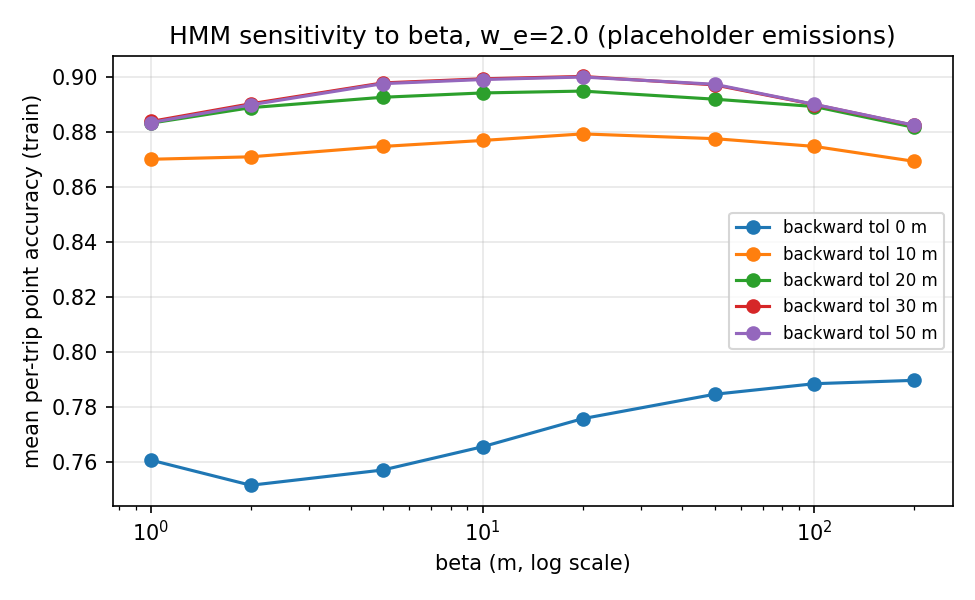 HMM sensitivity to beta, w_e=2.0 (placeholder emissions)
mean per-trip point accuracy (train)
0.90
0.88
0.86
0.84
0.82
0.80
0.78
0.76
backward tol 0 m
backward tol 10 m
backward tol 20 m
backward tol 30 m
backward tol 50 m
10⁰ 10¹ 10²
beta (m, log scale)